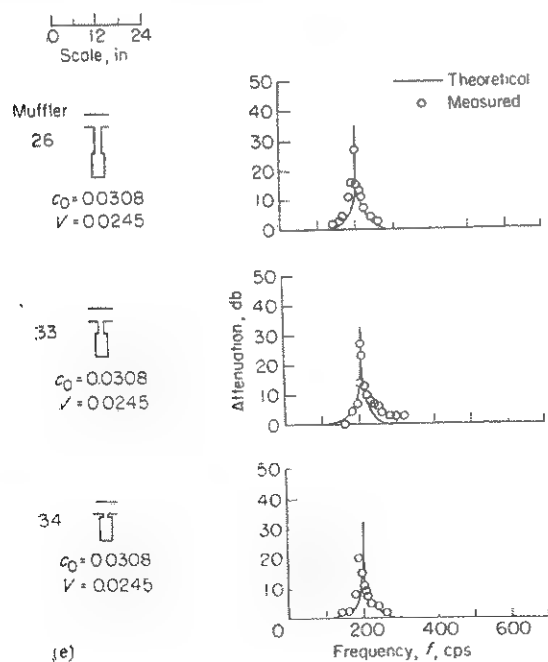 0 12 24
Scale, in
Muffler
26
c0=0.0308
V=0.0245
50
40
30
20
10
0
Theoretical
Measured
33
c0=0.0308
V=0.0245
Attenuation, db
50
40
30
20
10
0
34
c0=0.0308
V=0.0245
50
40
30
20
10
0
200
400
600
Frequency, f, cps
(e)